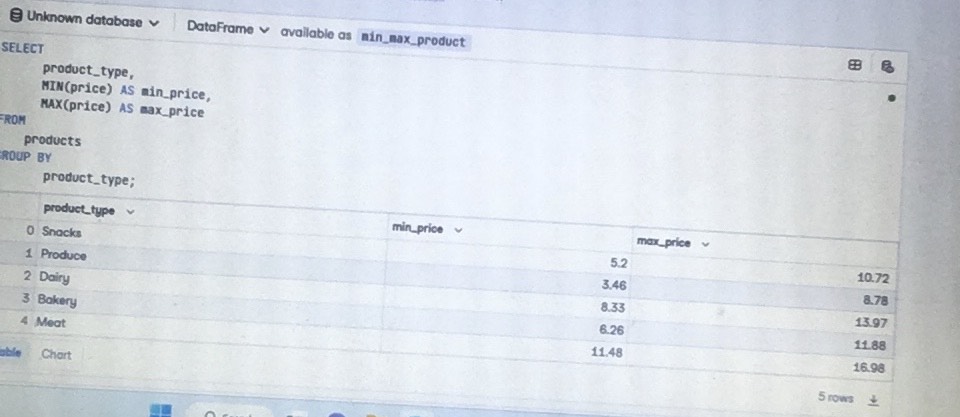 Unknown database DataFrame available as min_max_product
SELECT
product_type,
MIN(price) AS min_price,
MAX(price) AS max_price
FROM
products
GROUP BY
product_type;
product_type min_price max_price
0 Snacks 5.2 10.72
1 Produce 3.46 8.78
2 Dairy 8.33 13.97
3 Bakery 6.26 11.88
4 Meat 11.48 16.98
Chart
5 rows